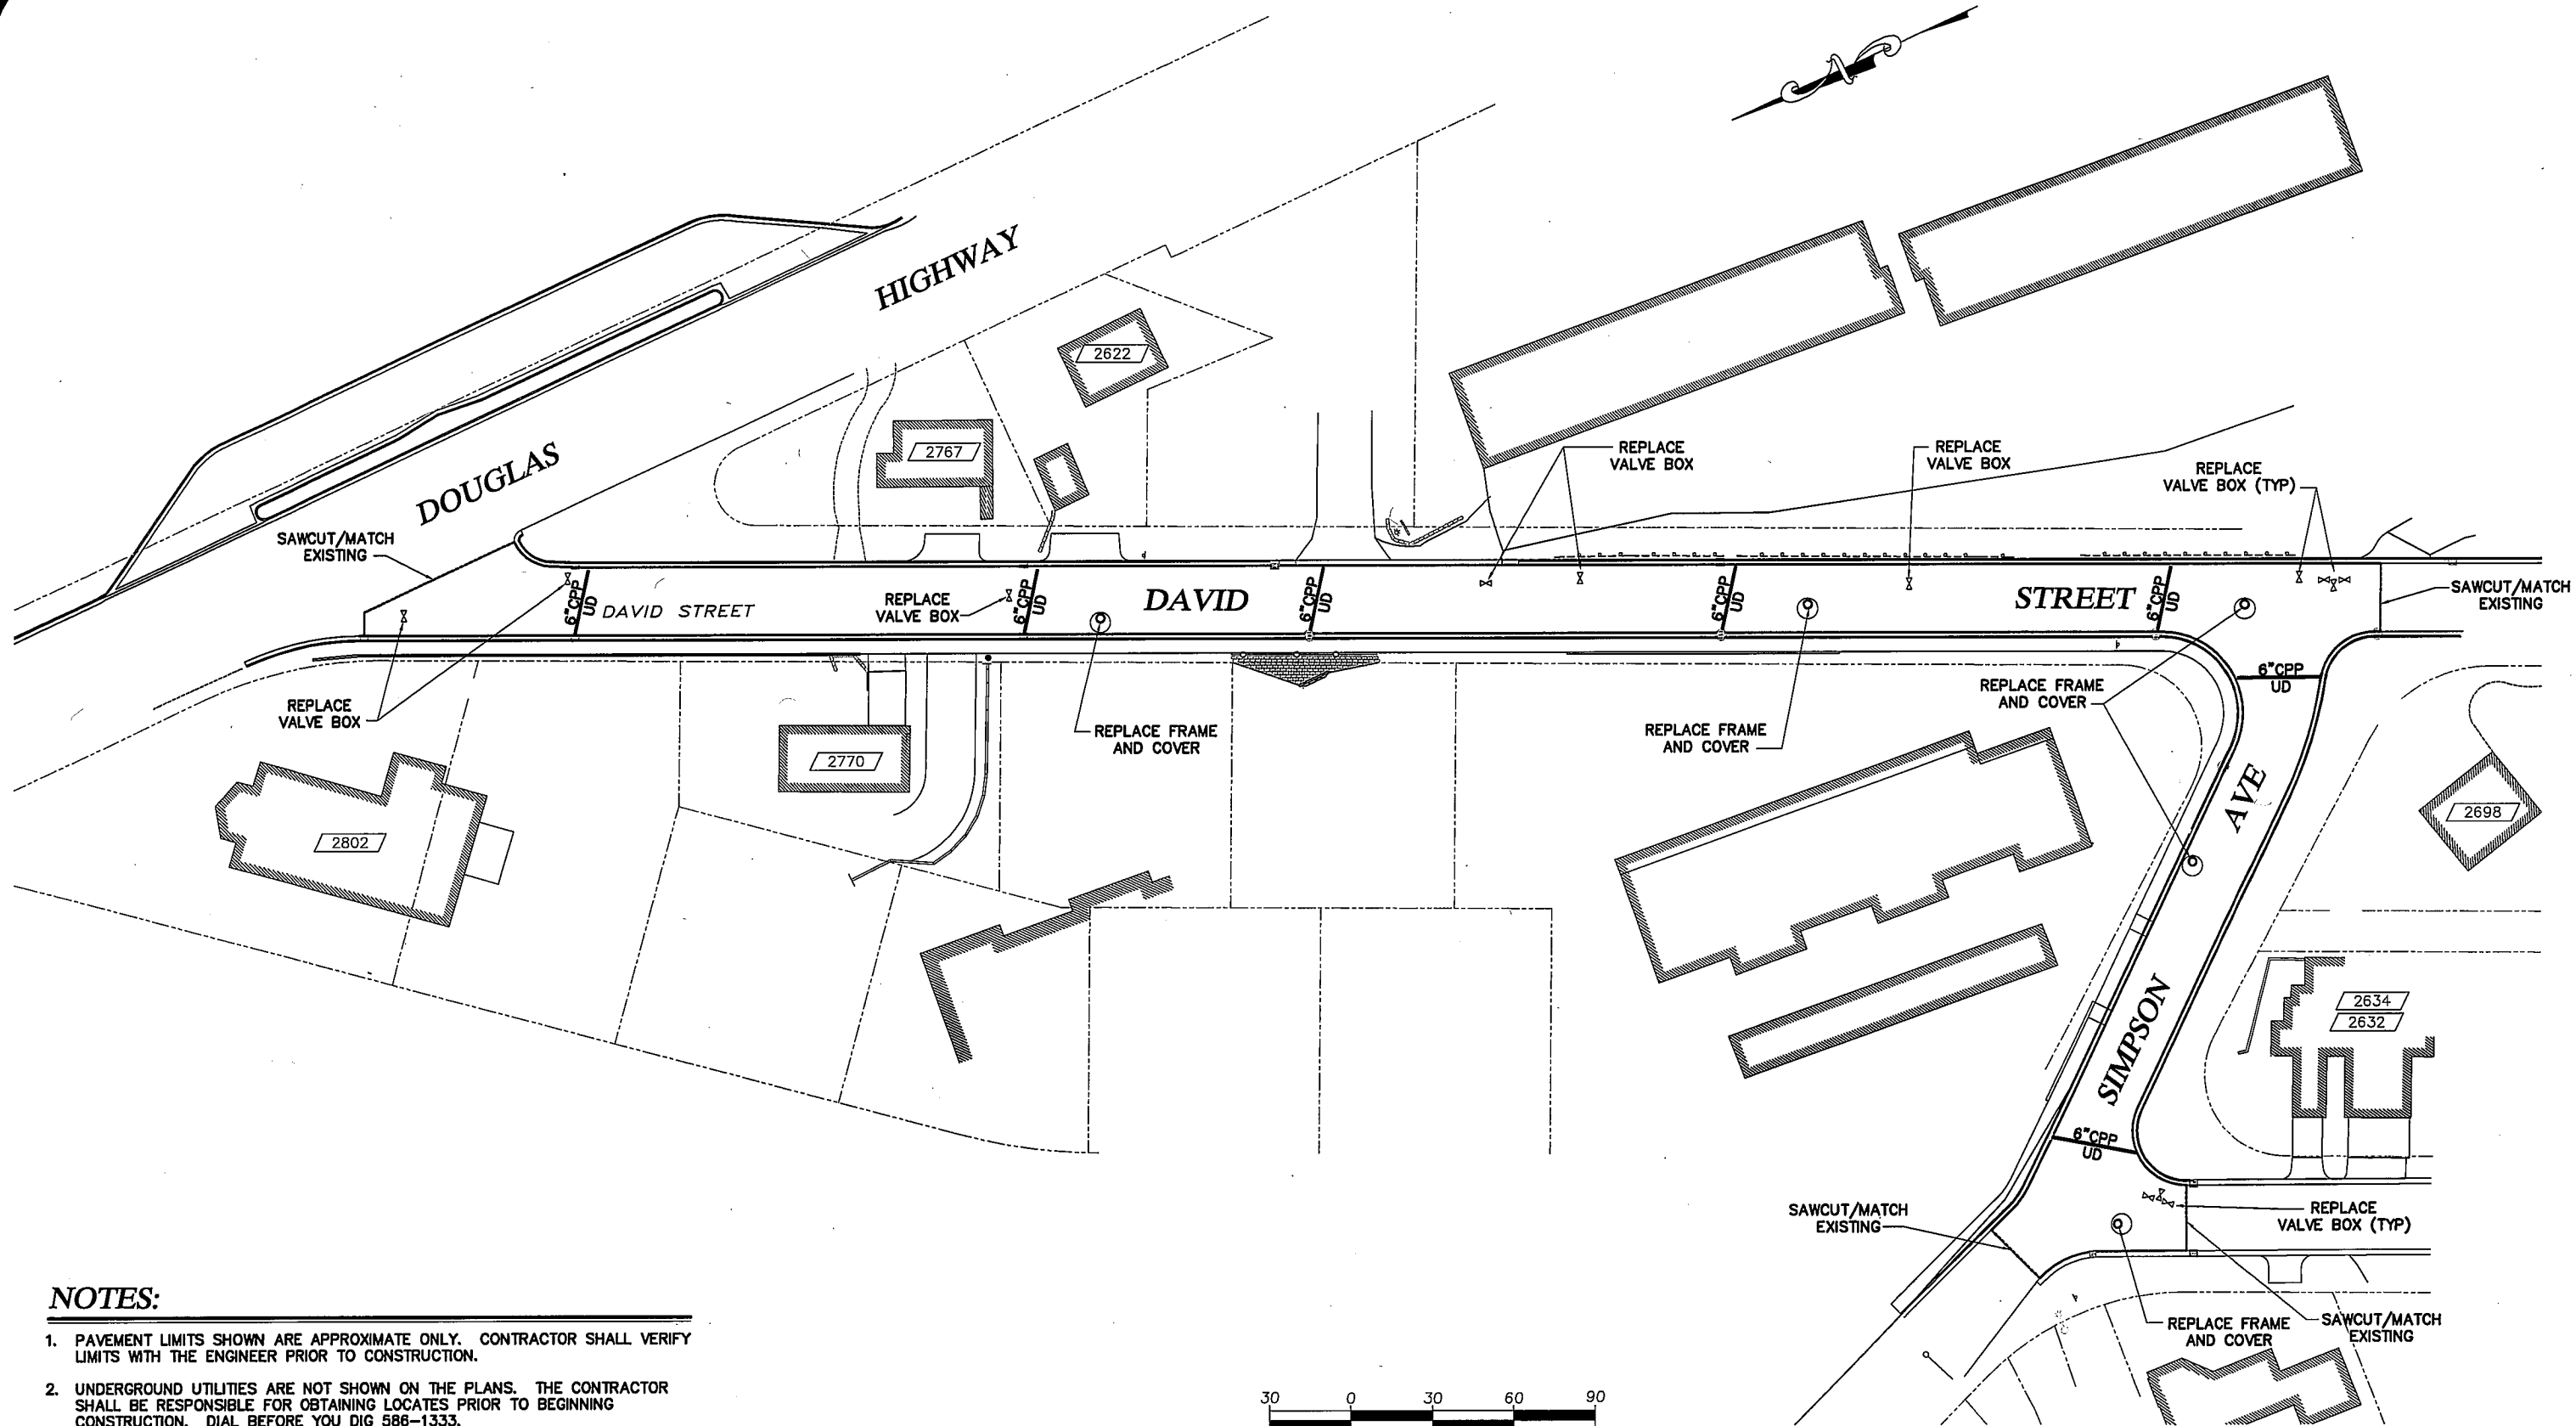 HIGHWAY
DOUGLAS
2622
2767
REPLACE
VALVE BOX
REPLACE
VALVE BOX
REPLACE
VALVE BOX (TYP)
SAWCUT/MATCH
EXISTING
6"CPP
UD
DAVID STREET
REPLACE
VALVE BOX
6"CPP
UD
DAVID
6"CPP
UD
6"CPP
UD
STREET
6"CPP
UD
SAWCUT/MATCH
EXISTING
REPLACE
VALVE BOX
6"CPP
UD
REPLACE FRAME
AND COVER
REPLACE FRAME
AND COVER
REPLACE FRAME
AND COVER
2770
2802
AVE
2698
SIMPSON
2634
2632
6"CPP
UD
SAWCUT/MATCH
EXISTING
REPLACE
VALVE BOX (TYP)
REPLACE FRAME
AND COVER
SAWCUT/MATCH
EXISTING
NOTES:
1. PAVEMENT LIMITS SHOWN ARE APPROXIMATE ONLY. CONTRACTOR SHALL VERIFY
LIMITS WITH THE ENGINEER PRIOR TO CONSTRUCTION.
2. UNDERGROUND UTILITIES ARE NOT SHOWN ON THE PLANS. THE CONTRACTOR
SHALL BE RESPONSIBLE FOR OBTAINING LOCATES PRIOR TO BEGINNING
CONSTRUCTION. DIAL BEFORE YOU DIG 586-1333.
30 0 30 60 90